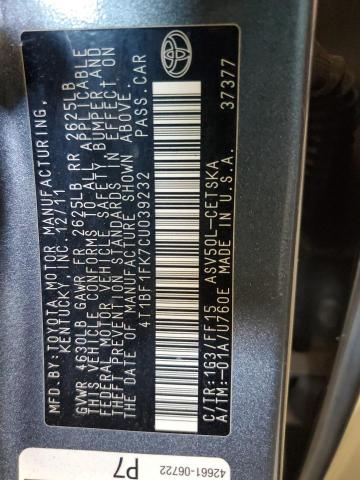 MFD.BY:TOYOTA MOTOR MANUFACTURING,
KENTUCKY, INC. 12/11
GVWR 4630LB GAWR FR 2625LB RR 2625LB
THIS VEHICLE CONFORMS TO ALL APPLICABLE
FEDERAL MOTOR VEHICLE SAFETY, BUMPER AND
THEFT PREVENTION STANDARDS IN EFFECT ON
THE DATE OF MANUFACTURE SHOWN ABOVE.
4T1BF1FK7CU039232 PASS.CAR
C/TR:1G3/FF15 ASV50L-CETSKA
A/TM:-01A/U760E MADE IN U.S.A. 37377
42661-06722
P7